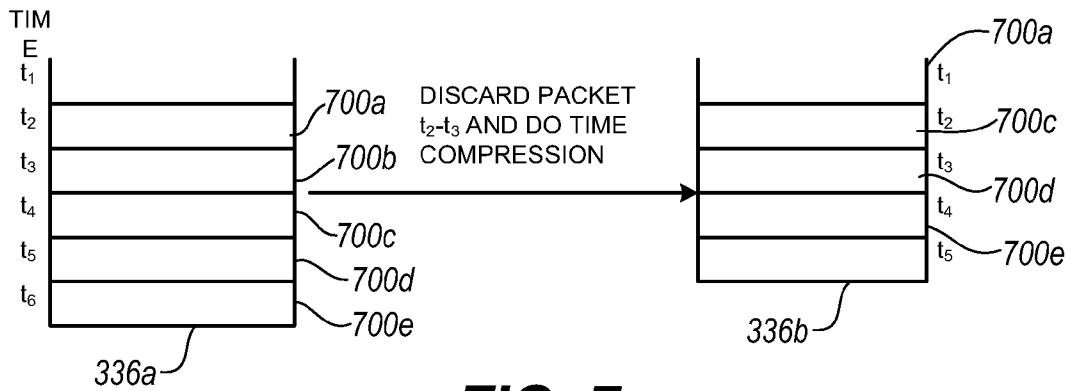 TIM
E
t1
t2
t3
t4
t5
t6
700a
700b
700c
700d
700e
336a
DISCARD PACKET
t2-t3 AND DO TIME
COMPRESSION
700a
t1
t2
700c
t3
700d
t4
700e
t5
336b